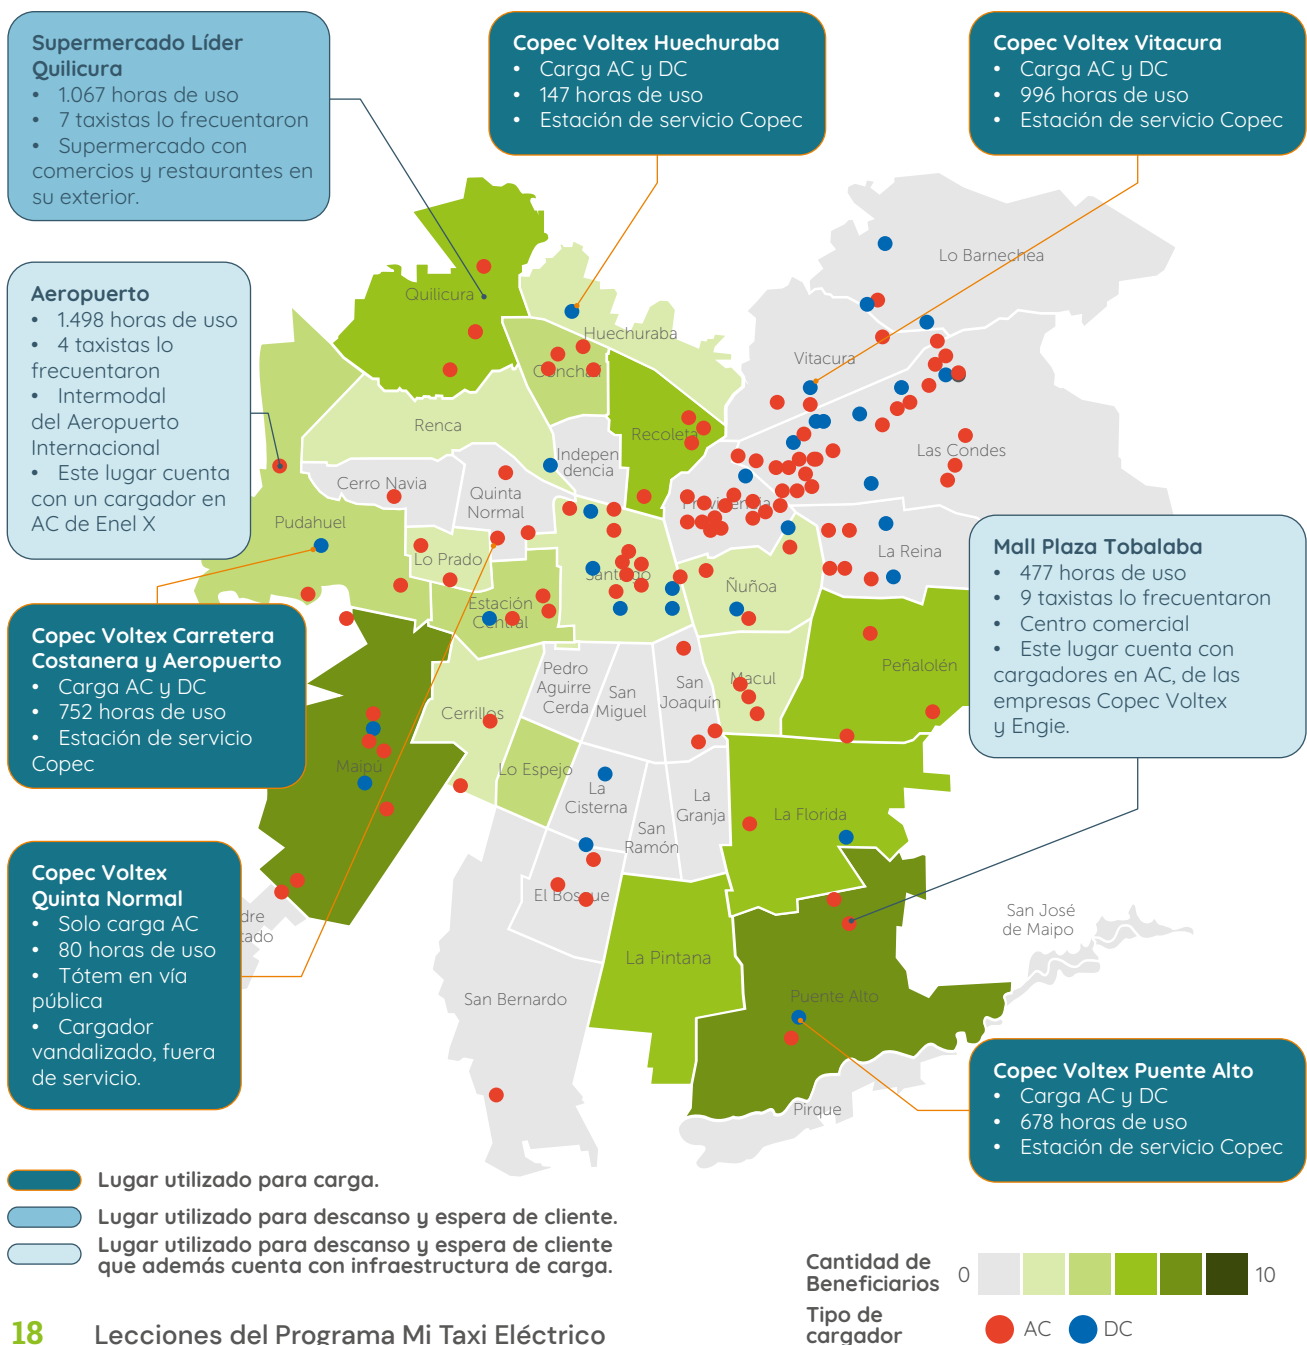 Supermercado Líder
Quilicura
• 1.067 horas de uso
• 7 taxistas lo frecuentaron
• Supermercado con
comercios y restaurantes en
su exterior.
Copec Voltex Huechuraba
• Carga AC y DC
• 147 horas de uso
• Estación de servicio Copec
Copec Voltex Vitacura
• Carga AC y DC
• 996 horas de uso
• Estación de servicio Copec
Aeropuerto
• 1.498 horas de uso
• 4 taxistas lo
frecuentaron
• Intermodal
del Aeropuerto
Internacional
• Este lugar cuenta
con un cargador en
AC de Enel X
Copec Voltex Carretera
Costanera y Aeropuerto
• Carga AC y DC
• 752 horas de uso
• Estación de servicio
Copec
Copec Voltex
Quinta Normal
• Solo carga AC
• 80 horas de uso
• Tótem en vía
pública
• Cargador
vandalizado, fuera
de servicio.
Mall Plaza Tobalaba
• 477 horas de uso
• 9 taxistas lo frecuentaron
• Centro comercial
• Este lugar cuenta con
cargadores en AC, de las
empresas Copec Voltex
y Engie.
Copec Voltex Puente Alto
• Carga AC y DC
• 678 horas de uso
• Estación de servicio Copec
Lo Barnechea
Quilicura
Huechuraba
Vitacura
Conchalí
Renca
Recoleta
Indepen
dencia
Las Condes
Cerro Navia
Quinta
Normal
Providencia
Pudahuel
Lo Prado
La Reina
Santiago
Ñuñoa
Estación
Central
Peñalolén
Pedro
Aguirre
Cerda
San
Miguel
San
Joaquín
Macul
Cerrillos
Maipú
Lo Espejo
La
Cisterna
La
Granja
La Florida
San
Ramón
El Bosque
dre
tado
San José
de Maipo
La Pintana
San Bernardo
Puente Alto
Pirque
Lugar utilizado para carga.
Lugar utilizado para descanso y espera de cliente.
Lugar utilizado para descanso y espera de cliente
que además cuenta con infraestructura de carga.
Cantidad de
Beneficiarios
0
10
Tipo de
cargador
AC
DC
18 Lecciones del Programa Mi Taxi Eléctrico